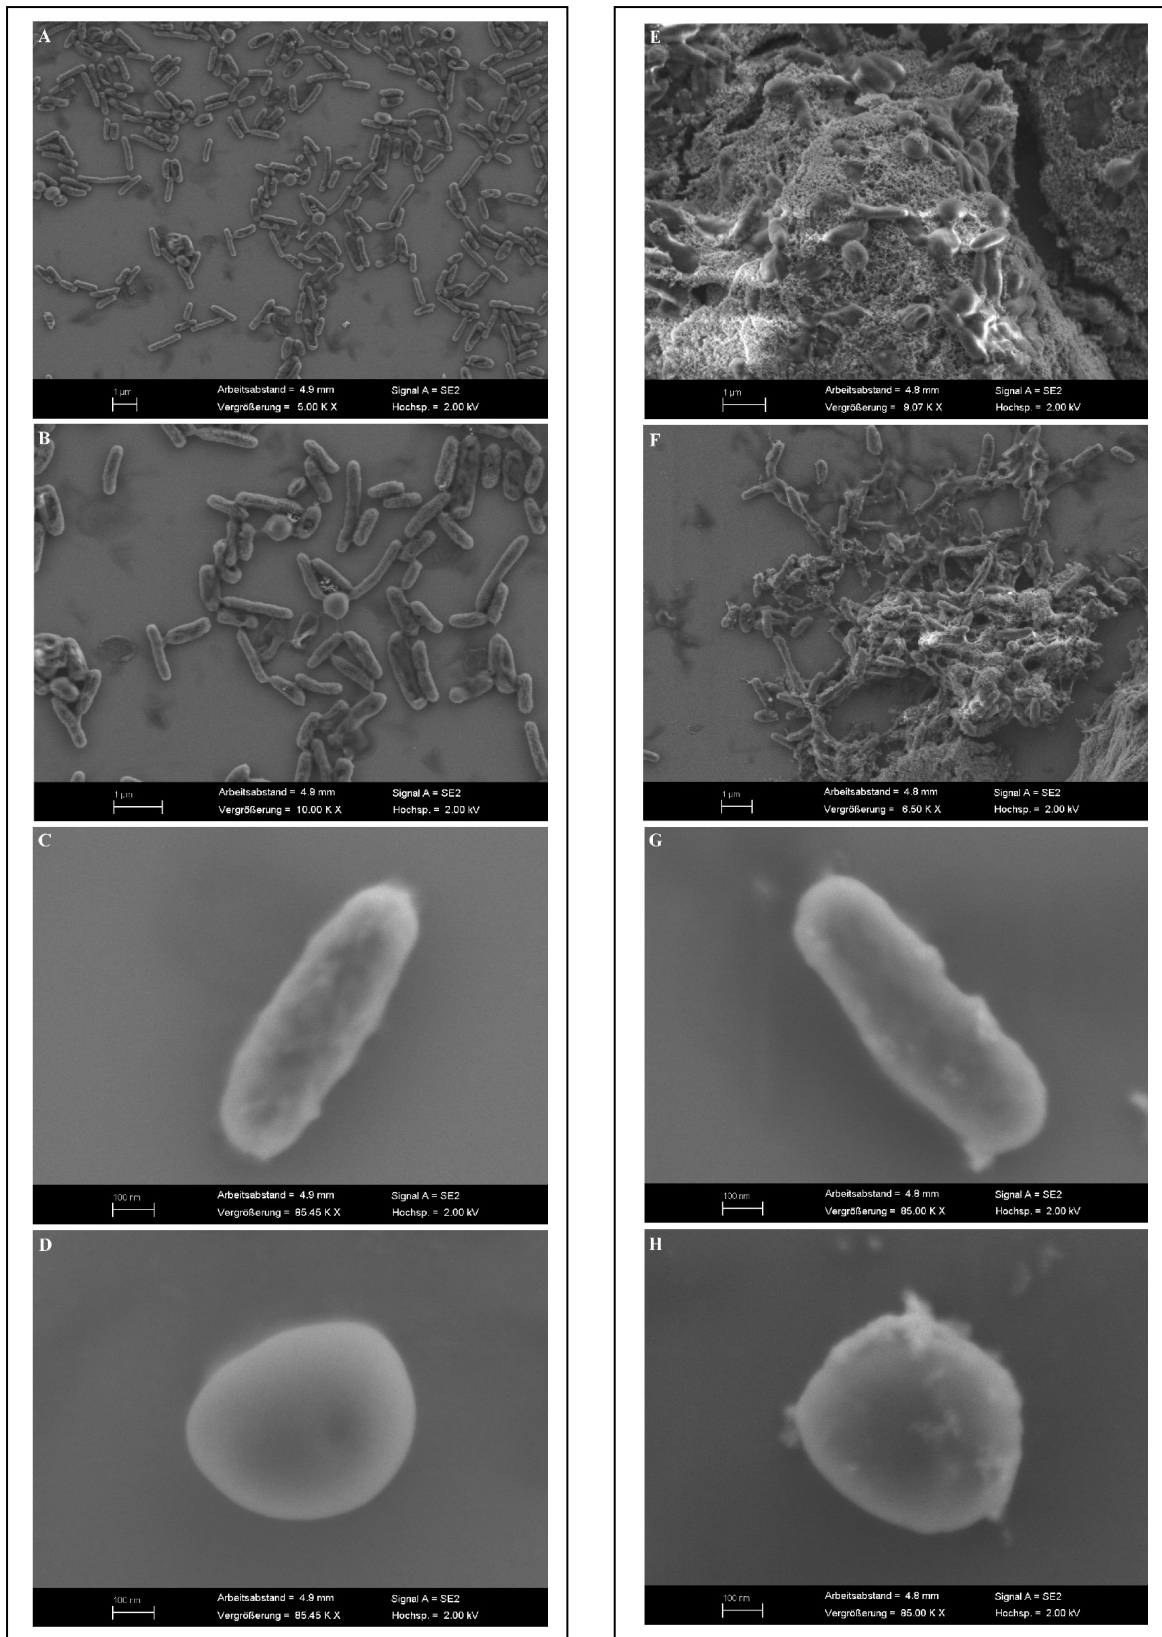 A
1 µm
Arbeitsabstand = 4.9 mm
Signal A = SE2
Vergrößerung = 5.00 K X
Hochsp. = 2.00 kV
B
1 µm
Arbeitsabstand = 4.9 mm
Signal A = SE2
Vergrößerung = 10.00 K X
Hochsp. = 2.00 kV
C
100 nm
Arbeitsabstand = 4.9 mm
Signal A = SE2
Vergrößerung = 85.45 K X
Hochsp. = 2.00 kV
D
100 nm
Arbeitsabstand = 4.9 mm
Signal A = SE2
Vergrößerung = 85.45 K X
Hochsp. = 2.00 kV
E
1 µm
Arbeitsabstand = 4.8 mm
Signal A = SE2
Vergrößerung = 9.07 K X
Hochsp. = 2.00 kV
F
1 µm
Arbeitsabstand = 4.8 mm
Signal A = SE2
Vergrößerung = 6.50 K X
Hochsp. = 2.00 kV
G
100 nm
Arbeitsabstand = 4.8 mm
Signal A = SE2
Vergrößerung = 85.00 K X
Hochsp. = 2.00 kV
H
100 nm
Arbeitsabstand = 4.8 mm
Signal A = SE2
Vergrößerung = 85.00 K X
Hochsp. = 2.00 kV